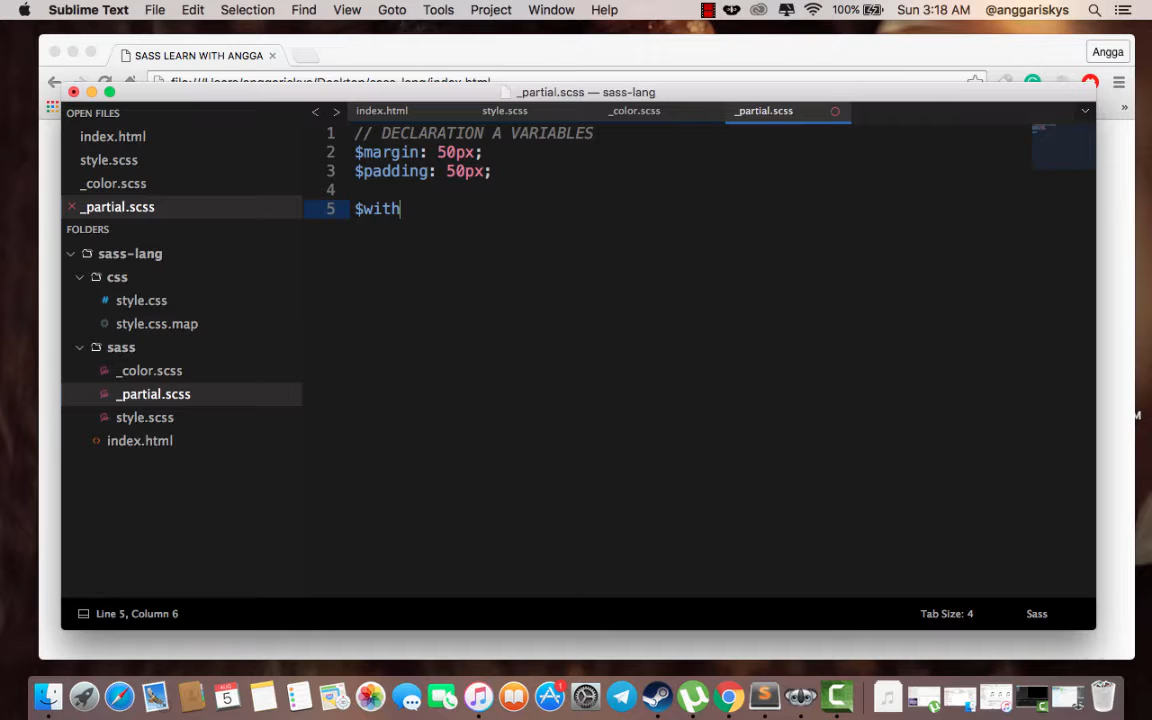 Sublime Text File Edit Selection Find View Goto Tools Project Window Help 100% Sun 3:18 AM @anggariskys
SASS LEARN WITH ANGGA Angga
_partial.scss — sass-lang
OPEN FILES
index.html
style.scss
_color.scss
_partial.scss
FOLDERS
sass-lang
css
style.css
style.css.map
sass
_color.scss
_partial.scss
style.scss
index.html
index.html style.scss _color.scss _partial.scss
1 // DECLARATION A VARIABLES
2 $margin: 50px;
3 $padding: 50px;
4
5 $with
Line 5, Column 6 Tab Size: 4 Sass